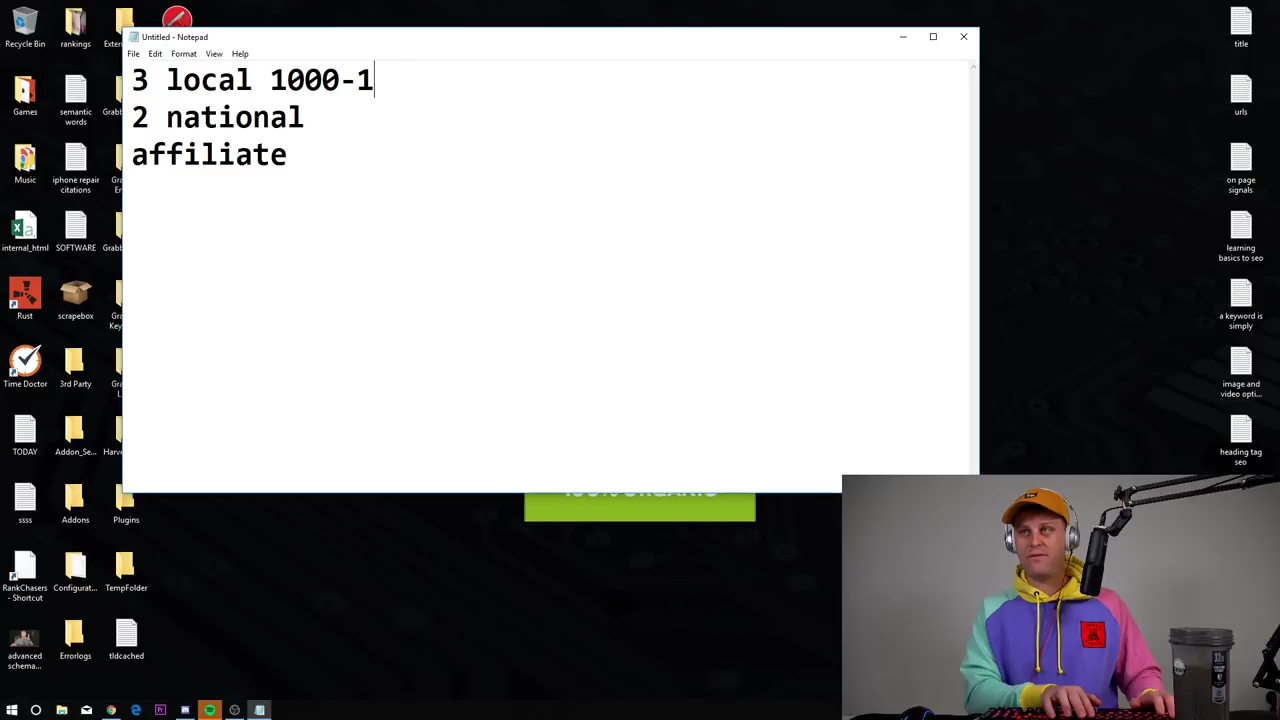 Untitled - Notepad
File Edit Format View Help
3 local 1000-1
2 national
affiliate
Recycle Bin
rankings
Games
semantic words
Music
iphone repair citations
internal_html
SOFTWARE
Rust
scrapebox
Time Doctor
3rd Party
TODAY
Addon_Se...
ssss
Addons
Plugins
RankChasers - Shortcut
Configurat...
TempFolder
advanced schema...
Errorlogs
tldcached
title
urls
on page signals
learning basics to seo
a keyword is simply
image and video opti...
heading tag seo
100% ORGANIC